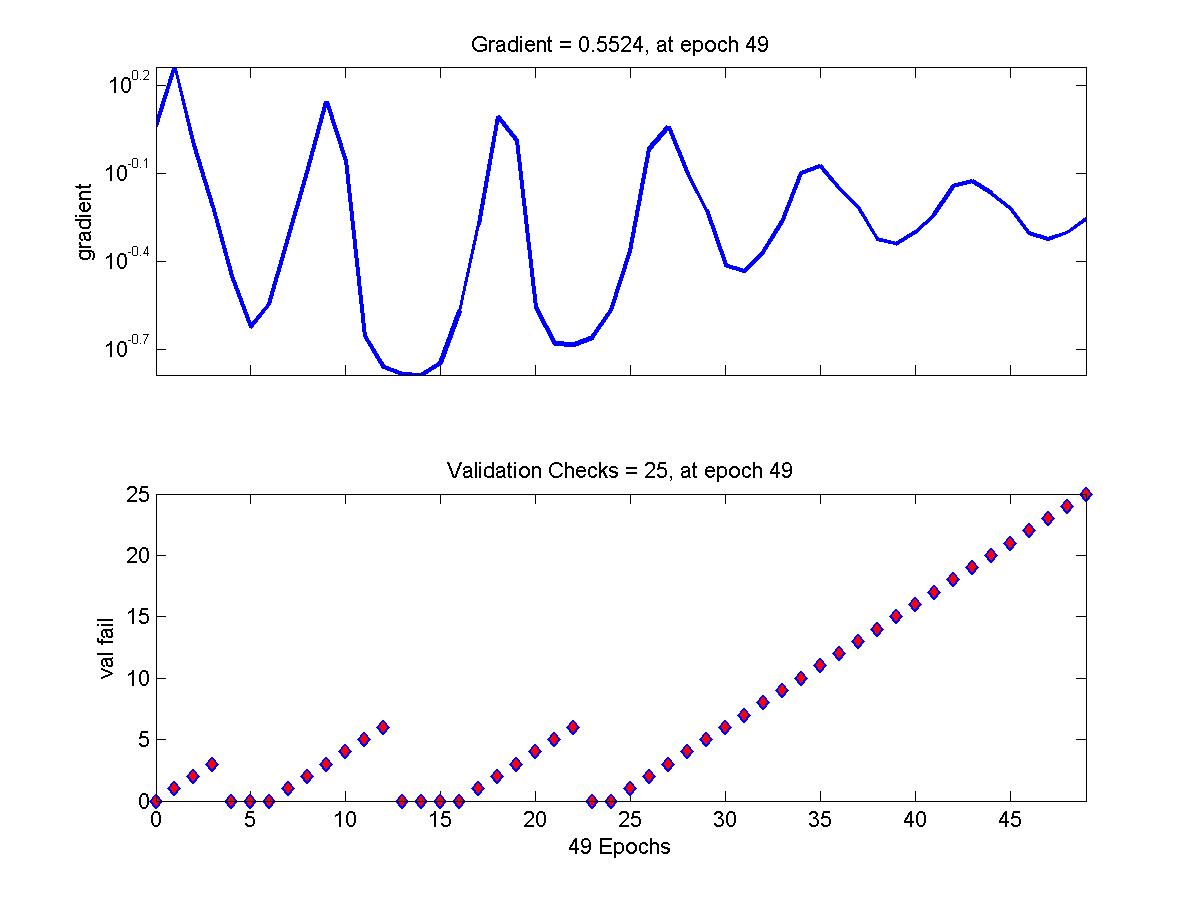 Gradient = 0.5524, at epoch 49
10^0.2
10^-0.1
10^-0.4
10^-0.7
gradient
Validation Checks = 25, at epoch 49
25
20
15
10
5
0
val fail
0 5 10 15 20 25 30 35 40 45
49 Epochs